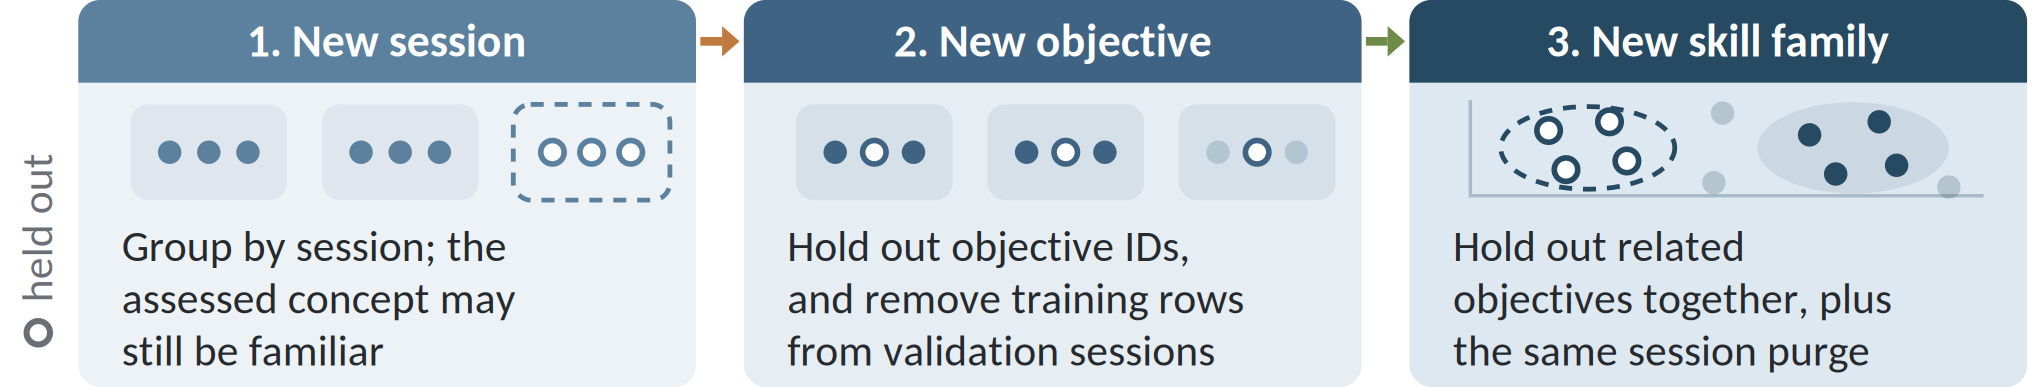 held out
1. New session
Group by session; the
assessed concept may
still be familiar
2. New objective
Hold out objective IDs,
and remove training rows
from validation sessions
3. New skill family
Hold out related
objectives together, plus
the same session purge